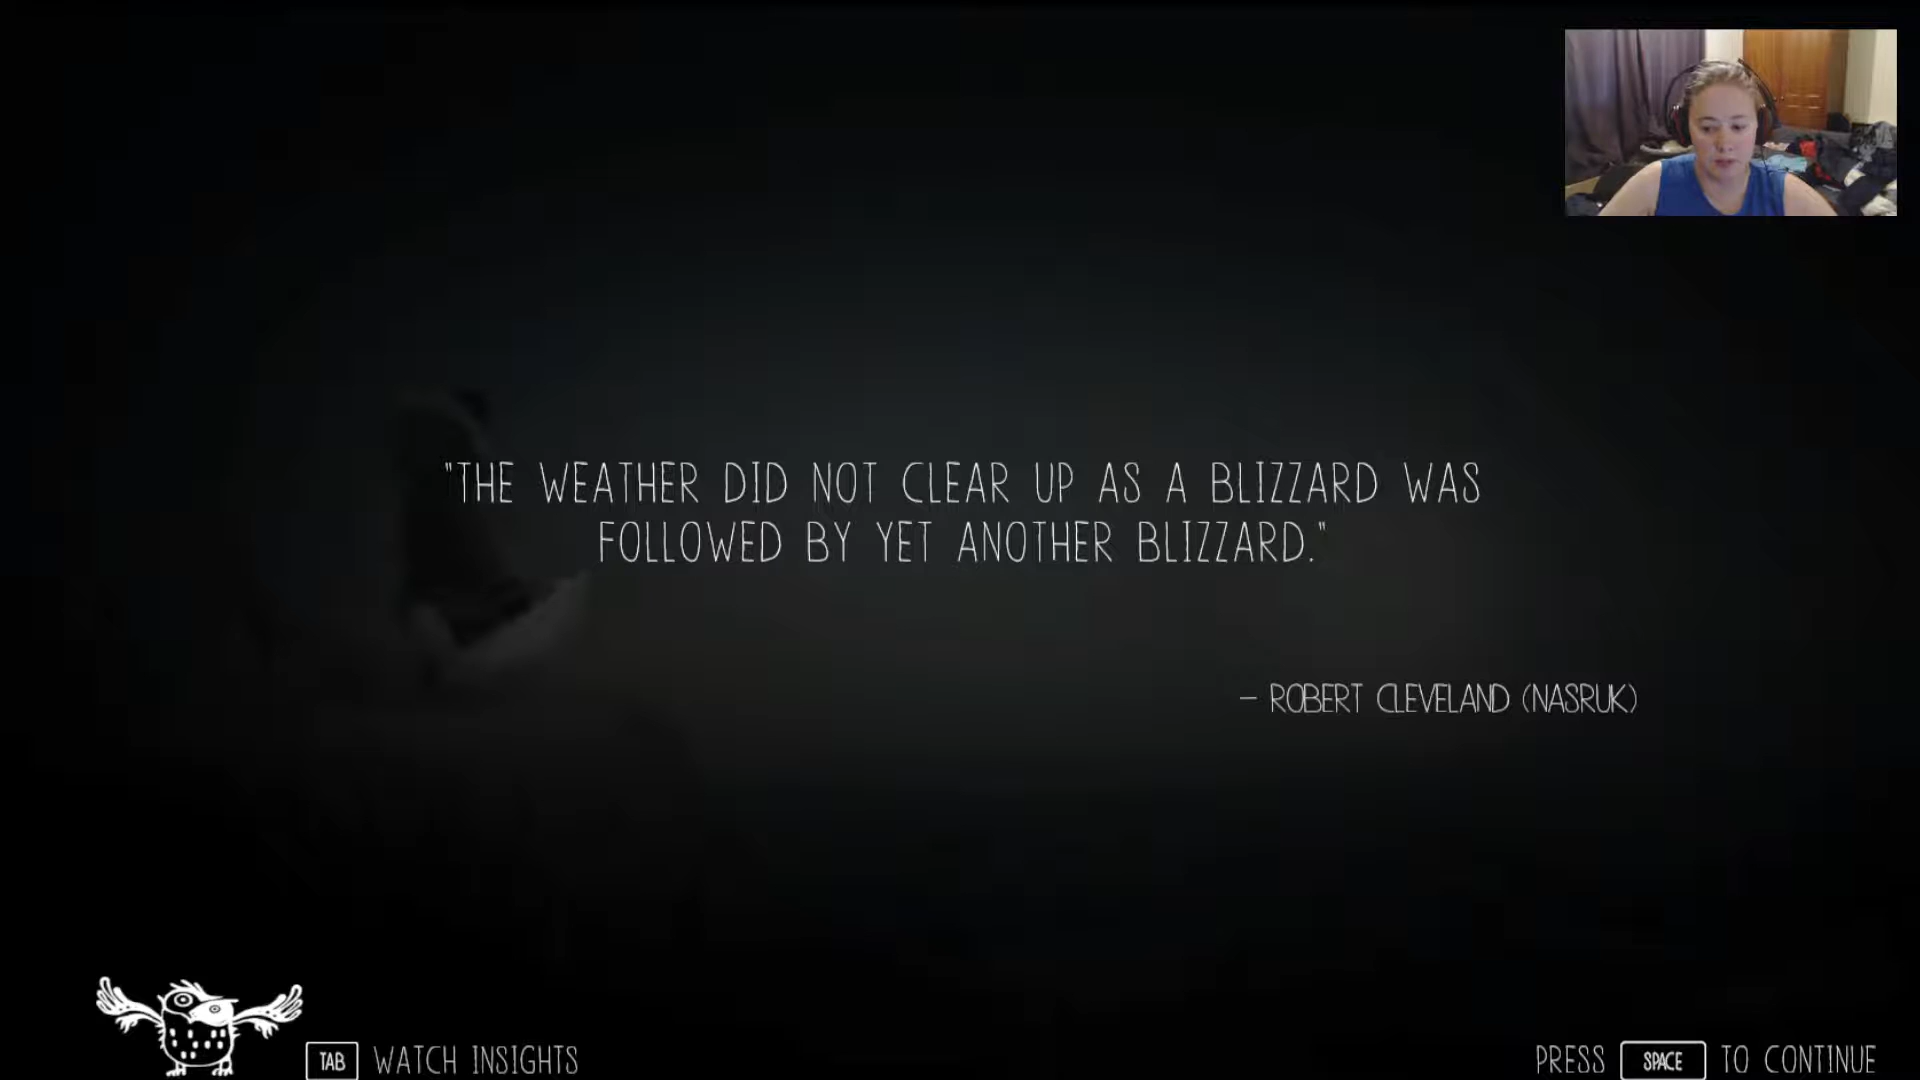 "THE WEATHER DID NOT CLEAR UP AS A BLIZZARD WAS
FOLLOWED BY YET ANOTHER BLIZZARD."
– ROBERT CLEVELAND (NASRUK)
TAB WATCH INSIGHTS
PRESS SPACE TO CONTINUE